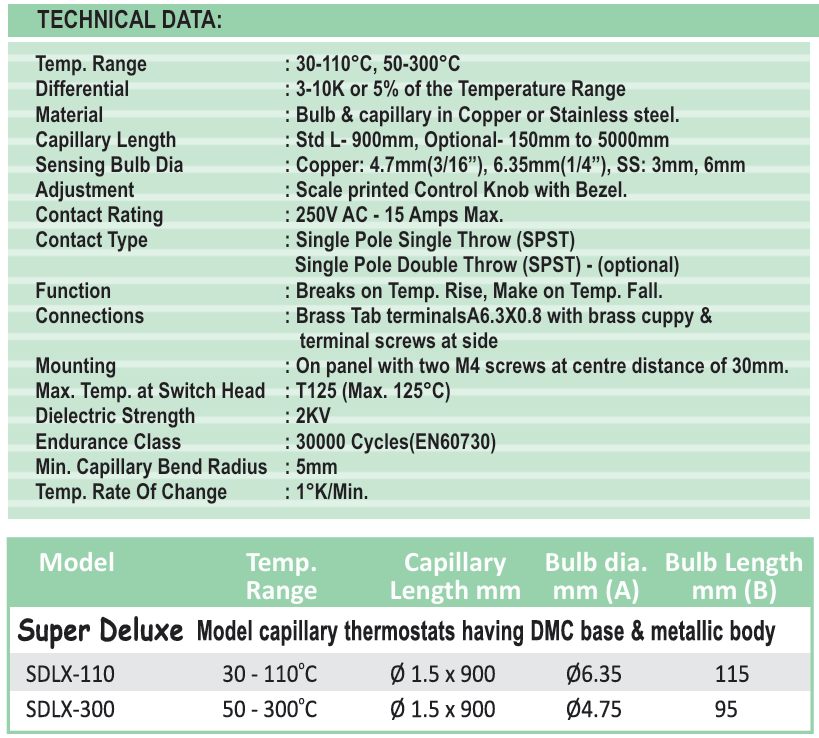 TECHNICAL DATA:
Temp. Range : 30-110°C, 50-300°C
Differential : 3-10K or 5% of the Temperature Range
Material : Bulb & capillary in Copper or Stainless steel.
Capillary Length : Std L- 900mm, Optional- 150mm to 5000mm
Sensing Bulb Dia : Copper: 4.7mm(3/16”), 6.35mm(1/4”), SS: 3mm, 6mm
Adjustment : Scale printed Control Knob with Bezel.
Contact Rating : 250V AC - 15 Amps Max.
Contact Type : Single Pole Single Throw (SPST)
Single Pole Double Throw (SPST) - (optional)
Function : Breaks on Temp. Rise, Make on Temp. Fall.
Connections : Brass Tab terminalsA6.3X0.8 with brass cuppy &
terminal screws at side
Mounting : On panel with two M4 screws at centre distance of 30mm.
Max. Temp. at Switch Head : T125 (Max. 125°C)
Dielectric Strength : 2KV
Endurance Class : 30000 Cycles(EN60730)
Min. Capillary Bend Radius : 5mm
Temp. Rate Of Change : 1°K/Min.
Model Temp. Capillary Bulb dia. Bulb Length
Range Length mm mm (A) mm (B)
Super Deluxe Model capillary thermostats having DMC base & metallic body
SDLX-110 30 - 110°C Ø 1.5 x 900 Ø6.35 115
SDLX-300 50 - 300°C Ø 1.5 x 900 Ø4.75 95